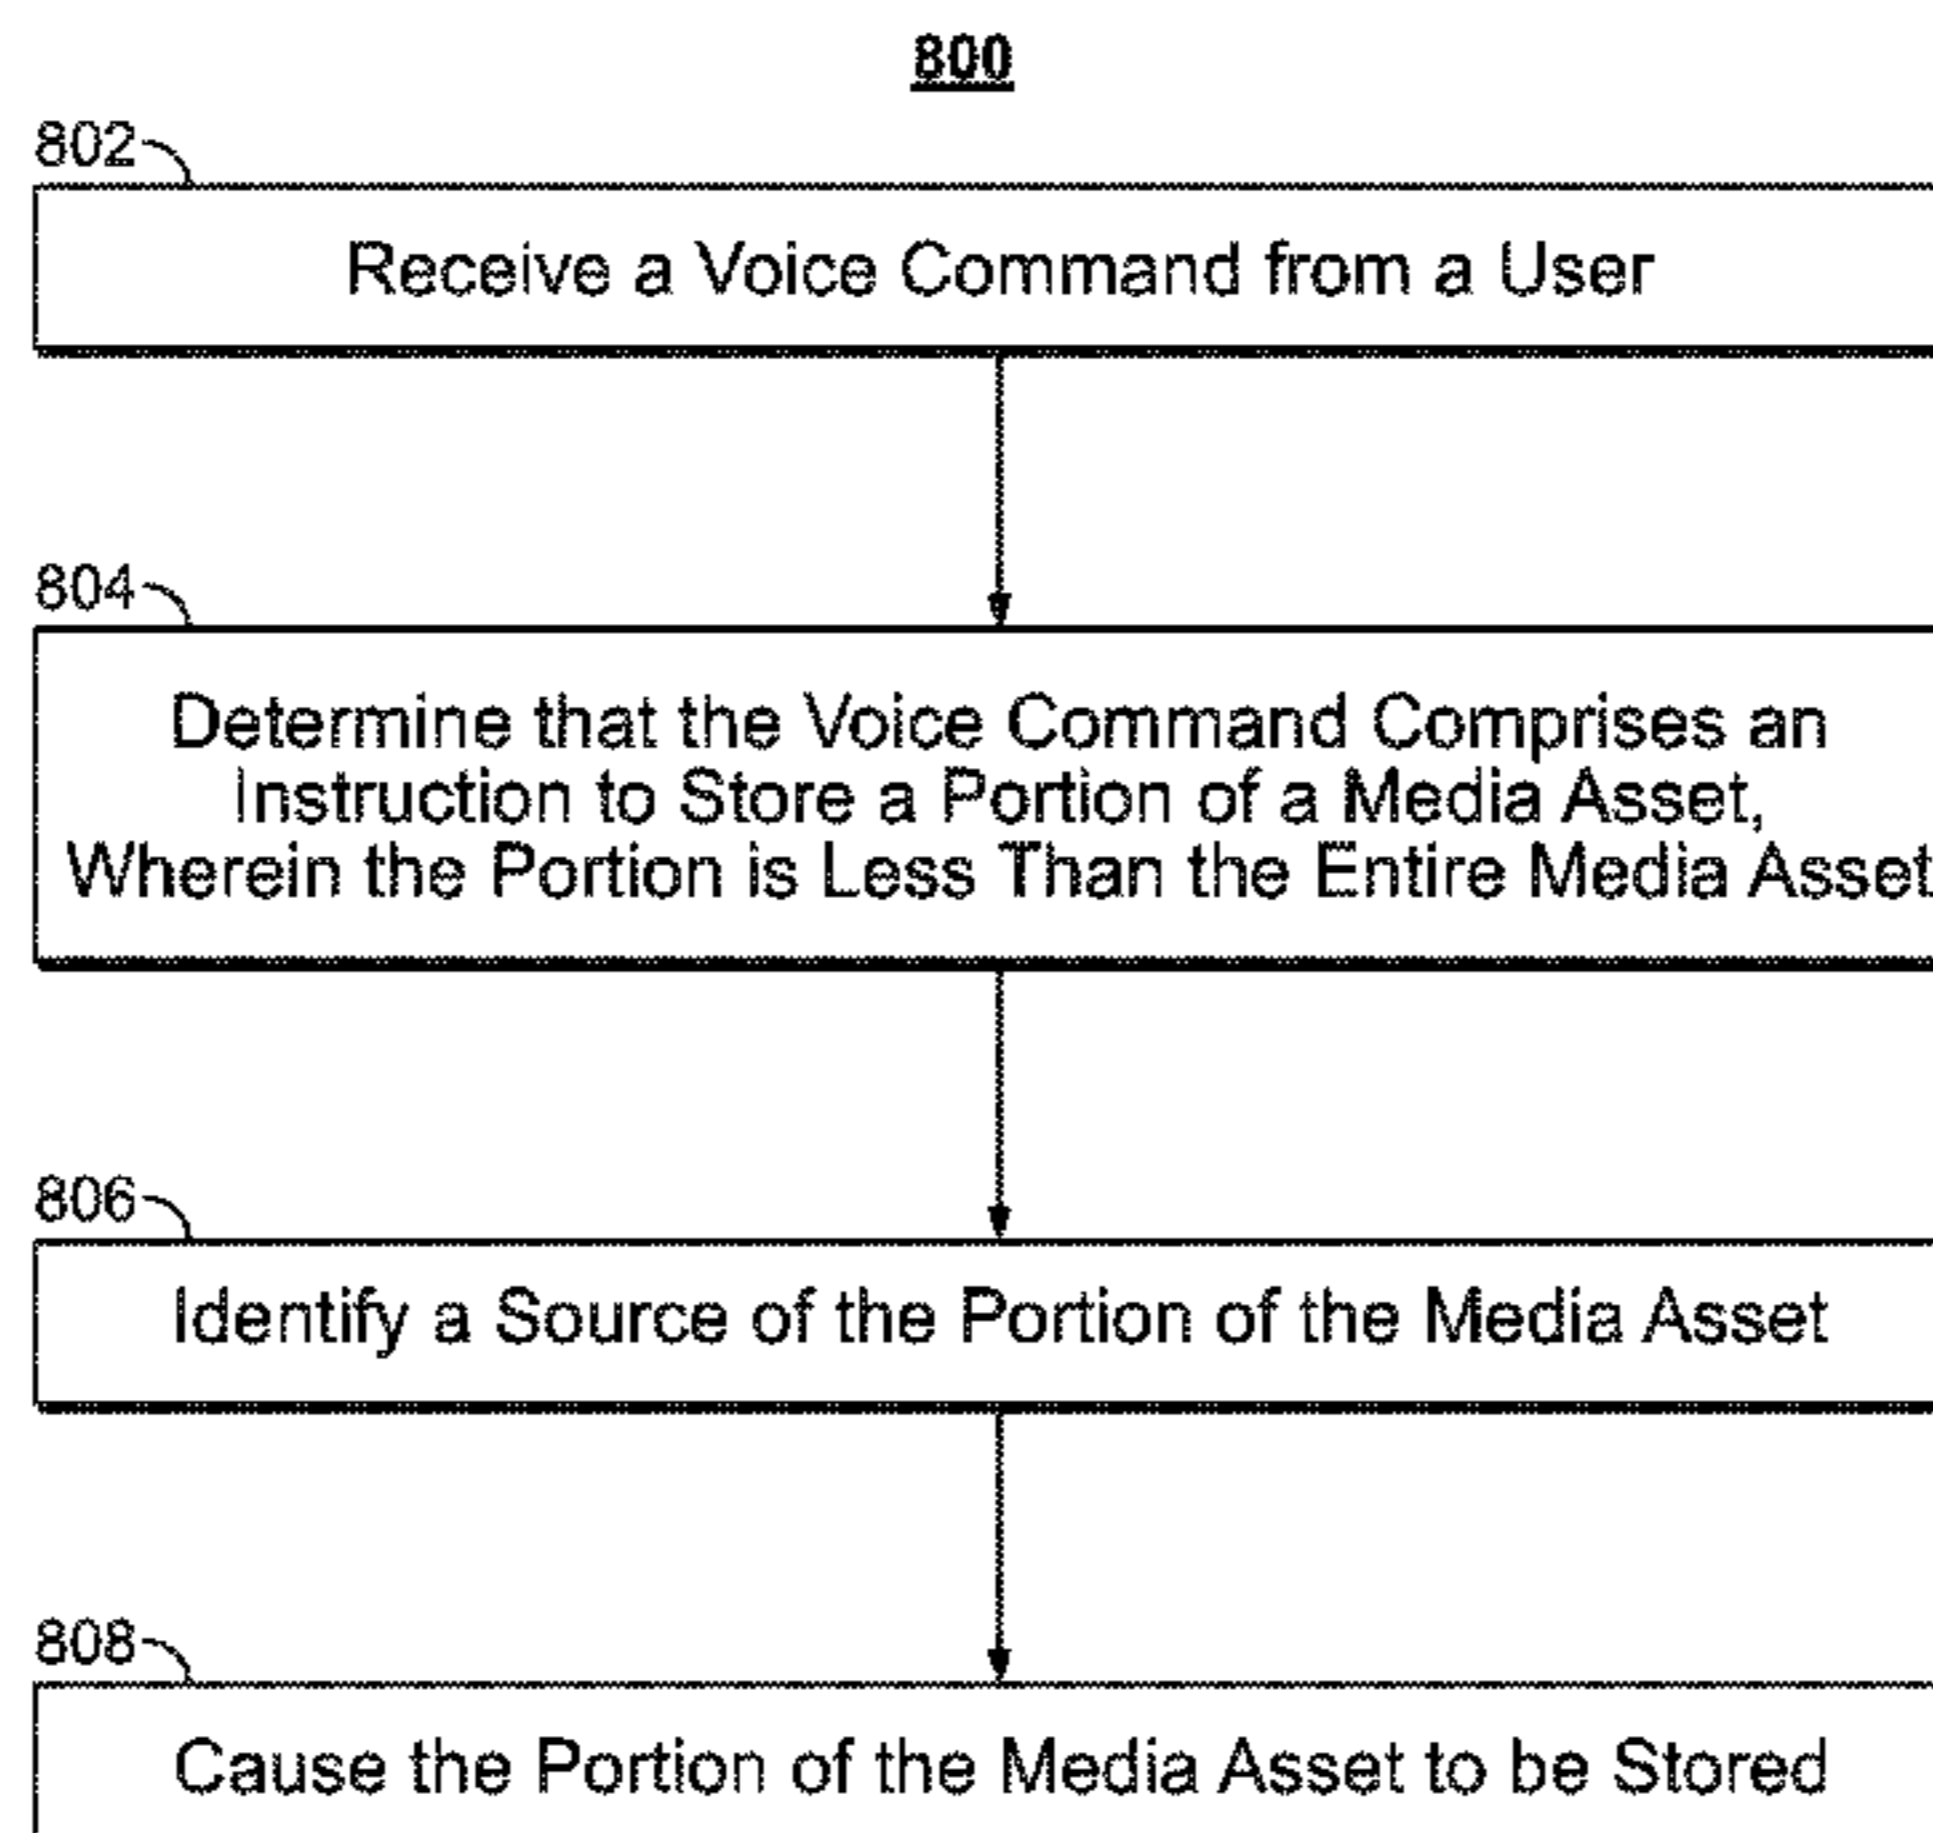 800
802
Receive a Voice Command from a User
804
Determine that the Voice Command Comprises an
Instruction to Store a Portion of a Media Asset,
Wherein the Portion is Less Than the Entire Media Asset
806
Identify a Source of the Portion of the Media Asset
808
Cause the Portion of the Media Asset to be Stored